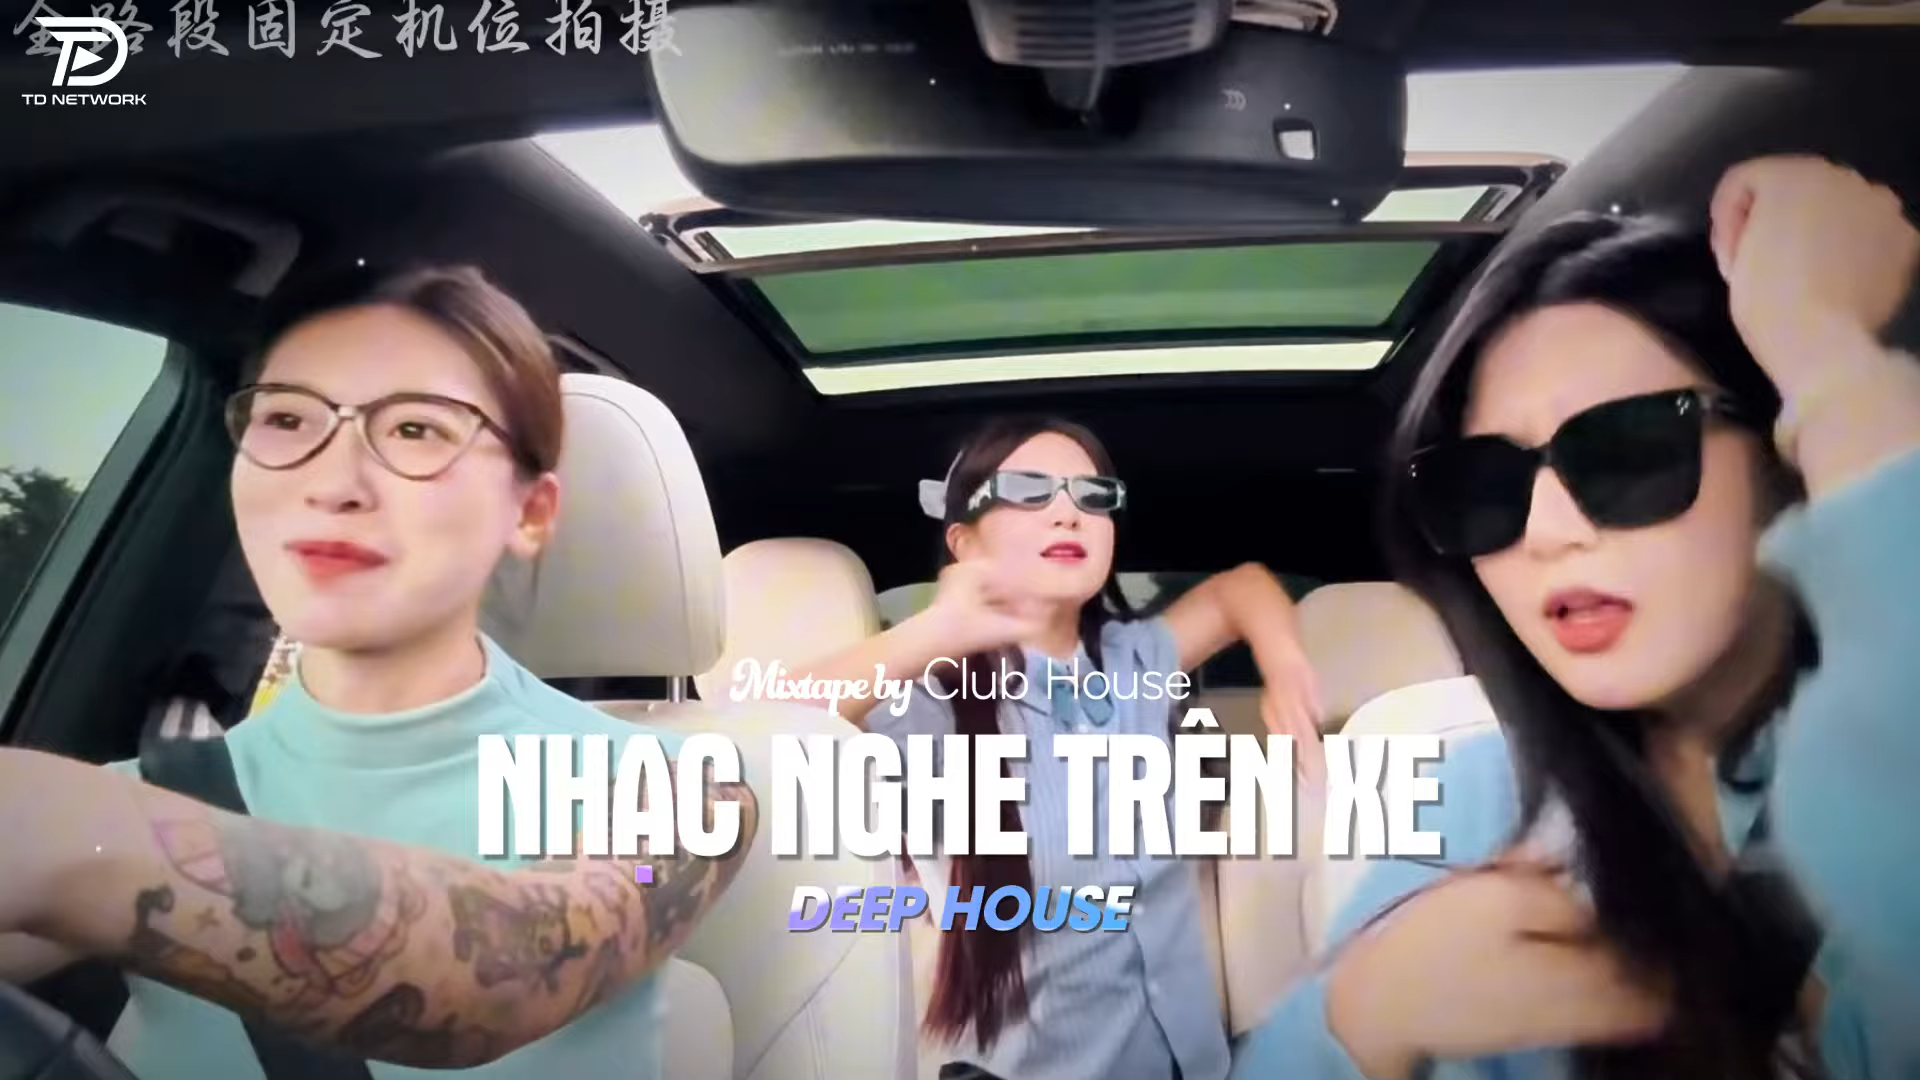 全路段固定机位拍摄
TD NETWORK
Mixtape by Club House
NHẠC NGHE TRÊN XE
DEEP HOUSE